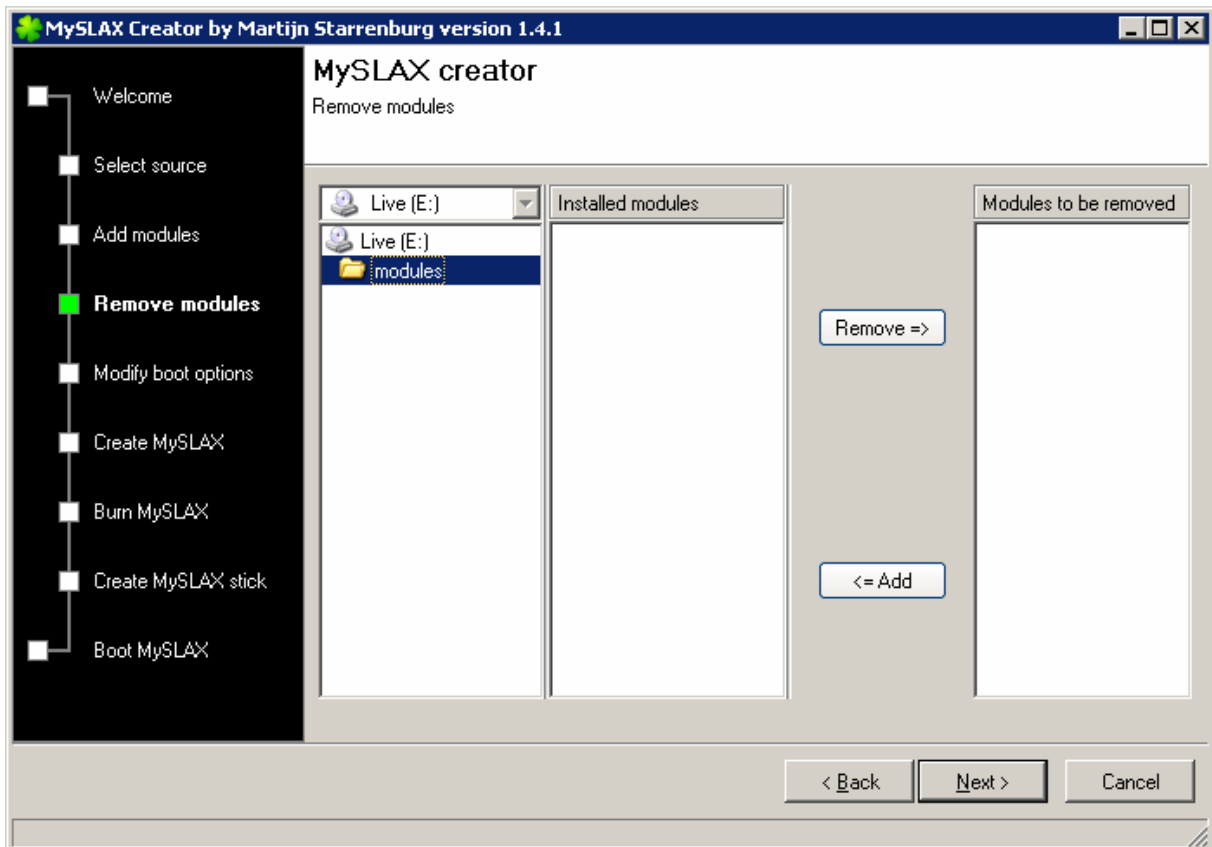 MySLAX Creator by Martijn Starrenburg version 1.4.1
MySLAX creator
Remove modules
Welcome
Select source
Add modules
Remove modules
Modify boot options
Create MySLAX
Burn MySLAX
Create MySLAX stick
Boot MySLAX
Live (E:)
Live (E:)
modules
Installed modules
Remove =>
<= Add
Modules to be removed
< Back
Next >
Cancel